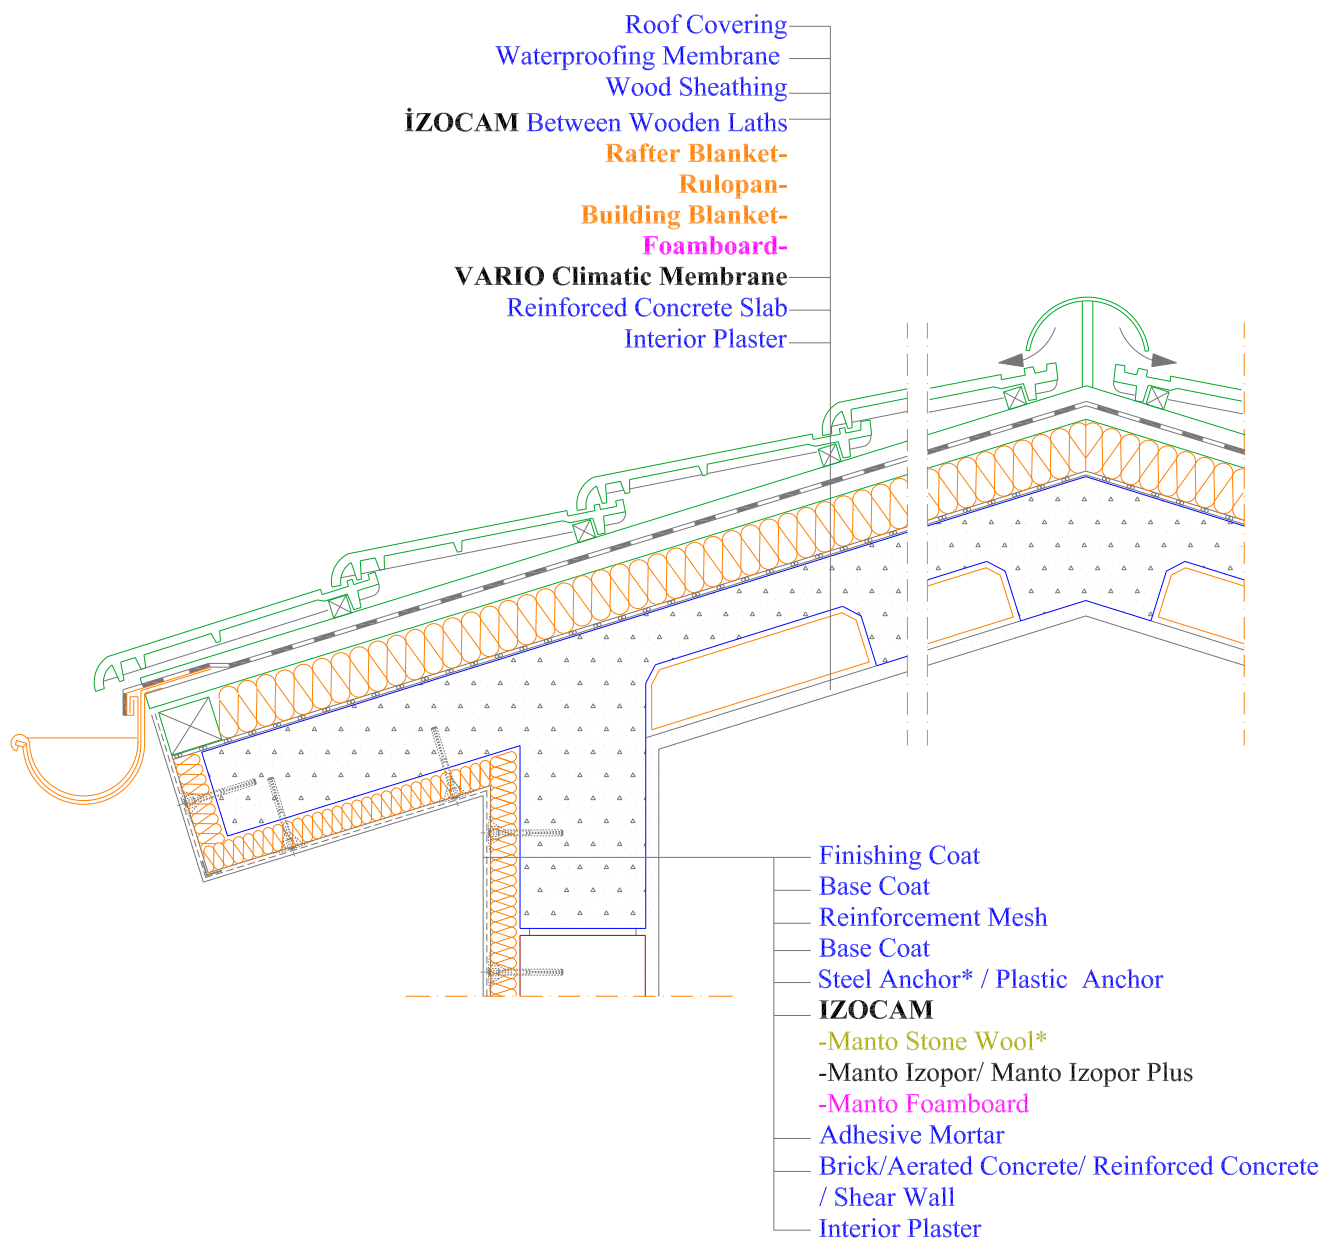 Roof Covering
Waterproofing Membrane
Wood Sheathing
İZOCAM Between Wooden Laths
Rafter Blanket-
Rulopan-
Building Blanket-
Foamboard-
VARIO Climatic Membrane
Reinforced Concrete Slab
Interior Plaster
Finishing Coat
Base Coat
Reinforcement Mesh
Base Coat
Steel Anchor* / Plastic Anchor
IZOCAM
-Manto Stone Wool*
-Manto Izopor/ Manto Izopor Plus
-Manto Foamboard
Adhesive Mortar
Brick/Aerated Concrete/ Reinforced Concrete
/ Shear Wall
Interior Plaster